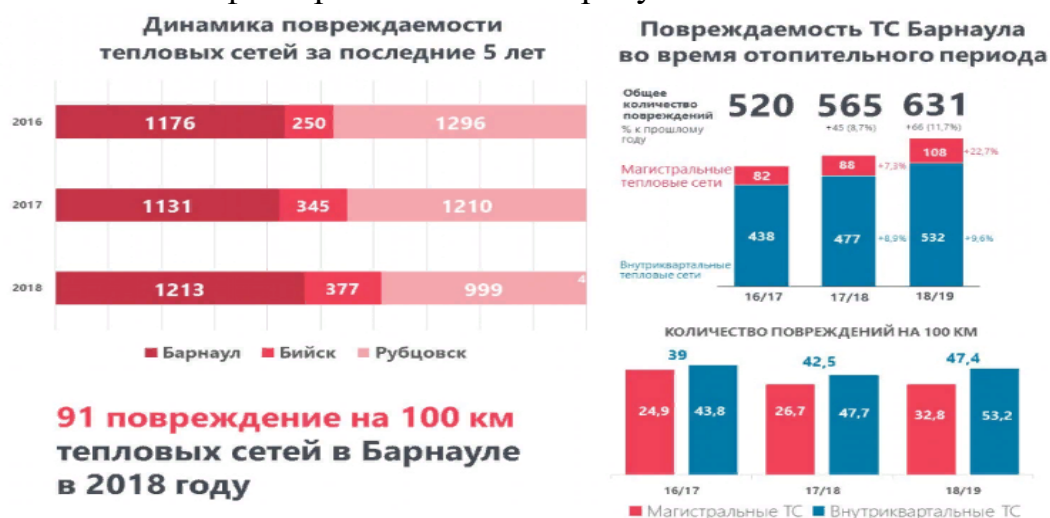 Динамика повреждаемости
тепловых сетей за последние 5 лет
2016
1176 250 1296
2017
1131 345 1210
2018
1213 377 999 4
Барнаул Бийск Рубцовск
91 повреждение на 100 км
тепловых сетей в Барнауле
в 2018 году
Повреждаемость ТС Барнаула
во время отопительного периода
Общее
количество
повреждений
% к прошлому
году
520 565 631
+45 (8,7%) +66 (11,7%)
Магистральные
тепловые сети
82 88 +7,3% 108 +22,7%
438 477 +8,9% 532 +9,6%
Внутриквартальные
тепловые сети
16/17 17/18 18/19
КОЛИЧЕСТВО ПОВРЕЖДЕНИЙ НА 100 КМ
39 42,5 47,4
24,9 43,8 26,7 47,7 32,8 53,2
16/17 17/18 18/19
Магистральные ТС Внутриквартальные ТС